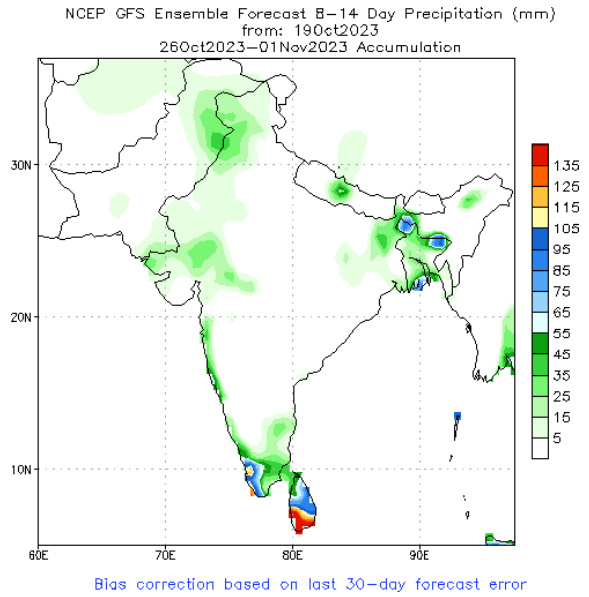 NCEP GFS Ensemble Forecast 8-14 Day Precipitation (mm)
from: 19Oct2023
26Oct2023-01Nov2023 Accumulation
30N
20N
10N
60E
70E
80E
90E
135
125
115
105
95
85
75
65
55
45
35
25
15
5
Bias correction based on last 30-day forecast error